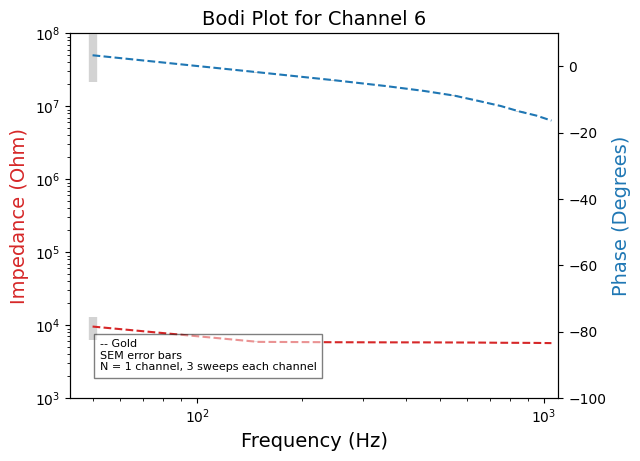 Bodi Plot for Channel 6
Impedance (Ohm)
10^8
10^7
10^6
10^5
10^4
10^3
0
−20
−40
−60
−80
−100
Phase (Degrees)
-- Gold
SEM error bars
N = 1 channel, 3 sweeps each channel
10^2
10^3
Frequency (Hz)